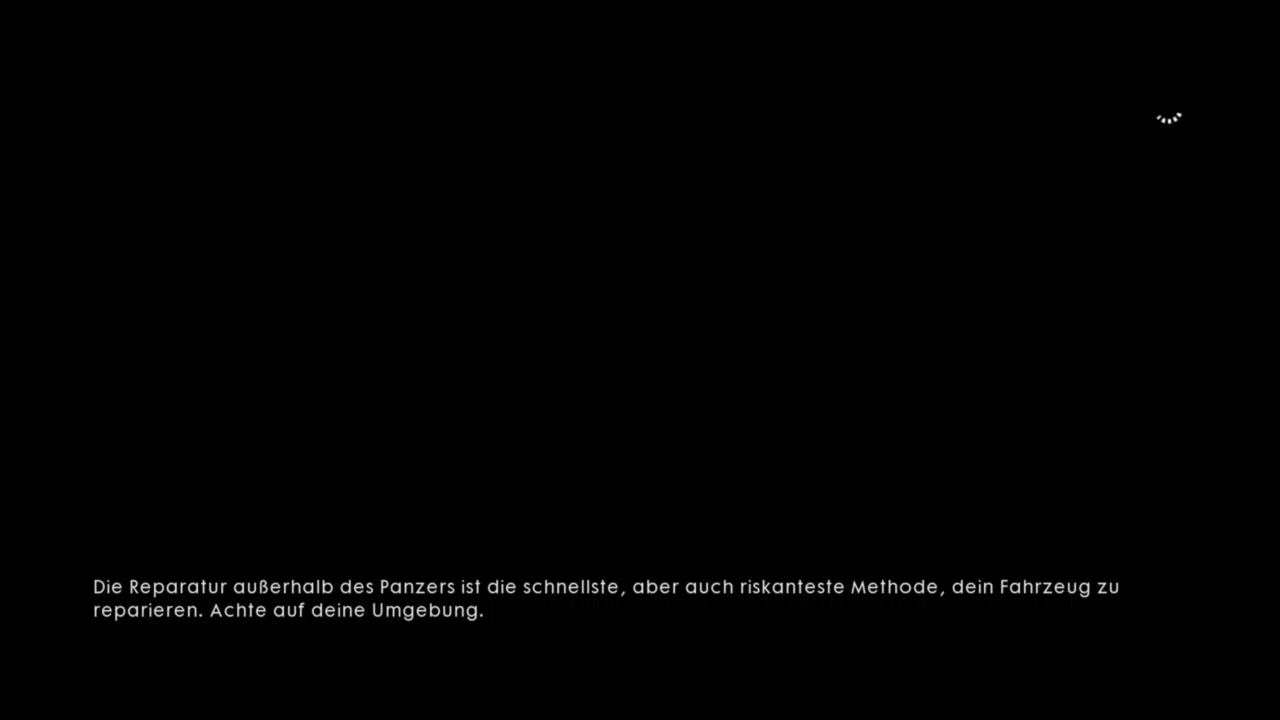 Die Reparatur außerhalb des Panzers ist die schnellste, aber auch riskanteste Methode, dein Fahrzeug zu
reparieren. Achte auf deine Umgebung.